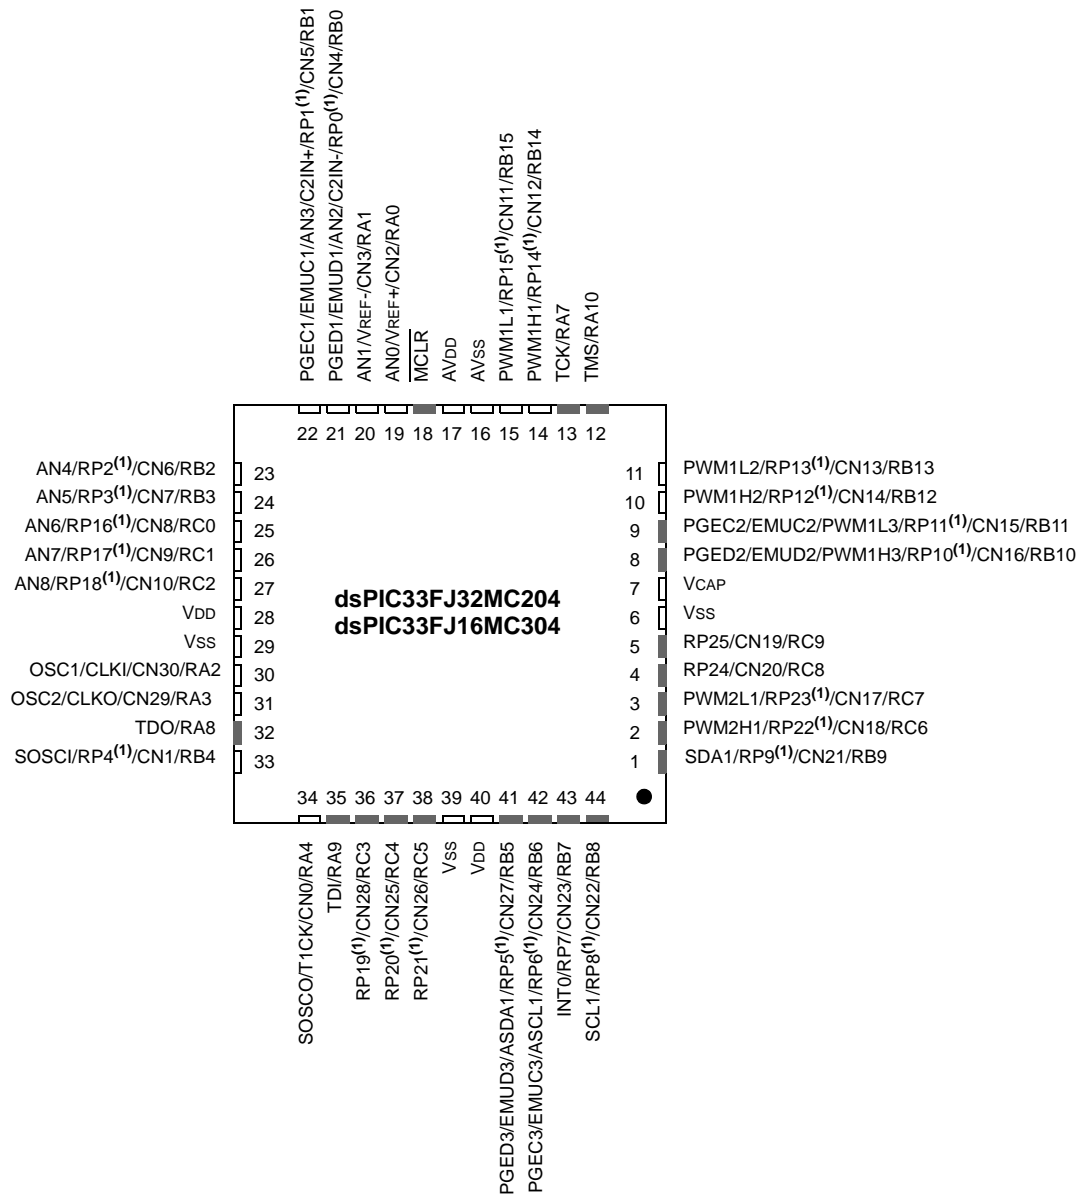 PGEC1/EMUC1/AN3/C2IN+/RP1(1)/CN5/RB1
PGED1/EMUD1/AN2/C2IN-/RP0(1)/CN4/RB0
AN1/VREF-/CN3/RA1
AN0/VREF+/CN2/RA0
MCLR
AVDD
AVSS
PWM1L1/RP15(1)/CN11/RB15
PWM1H1/RP14(1)/CN12/RB14
TCK/RA7
TMS/RA10
22 21 20 19 18 17 16 15 14 13 12
AN4/RP2(1)/CN6/RB2 23
AN5/RP3(1)/CN7/RB3 24
AN6/RP16(1)/CN8/RC0 25
AN7/RP17(1)/CN9/RC1 26
AN8/RP18(1)/CN10/RC2 27
VDD 28
VSS 29
OSC1/CLKI/CN30/RA2 30
OSC2/CLKO/CN29/RA3 31
TDO/RA8 32
SOSCI/RP4(1)/CN1/RB4 33
dsPIC33FJ32MC204
dsPIC33FJ16MC304
11 PWM1L2/RP13(1)/CN13/RB13
10 PWM1H2/RP12(1)/CN14/RB12
9 PGEC2/EMUC2/PWM1L3/RP11(1)/CN15/RB11
8 PGED2/EMUD2/PWM1H3/RP10(1)/CN16/RB10
7 VCAP
6 VSS
5 RP25/CN19/RC9
4 RP24/CN20/RC8
3 PWM2L1/RP23(1)/CN17/RC7
2 PWM2H1/RP22(1)/CN18/RC6
1 SDA1/RP9(1)/CN21/RB9
34 35 36 37 38 39 40 41 42 43 44
SOSCO/T1CK/CN0/RA4
TDI/RA9
RP19(1)/CN28/RC3
RP20(1)/CN25/RC4
RP21(1)/CN26/RC5
VSS
VDD
PGED3/EMUD3/ASDA1/RP5(1)/CN27/RB5
PGEC3/EMUC3/ASCL1/RP6(1)/CN24/RB6
INT0/RP7/CN23/RB7
SCL1/RP8(1)/CN22/RB8